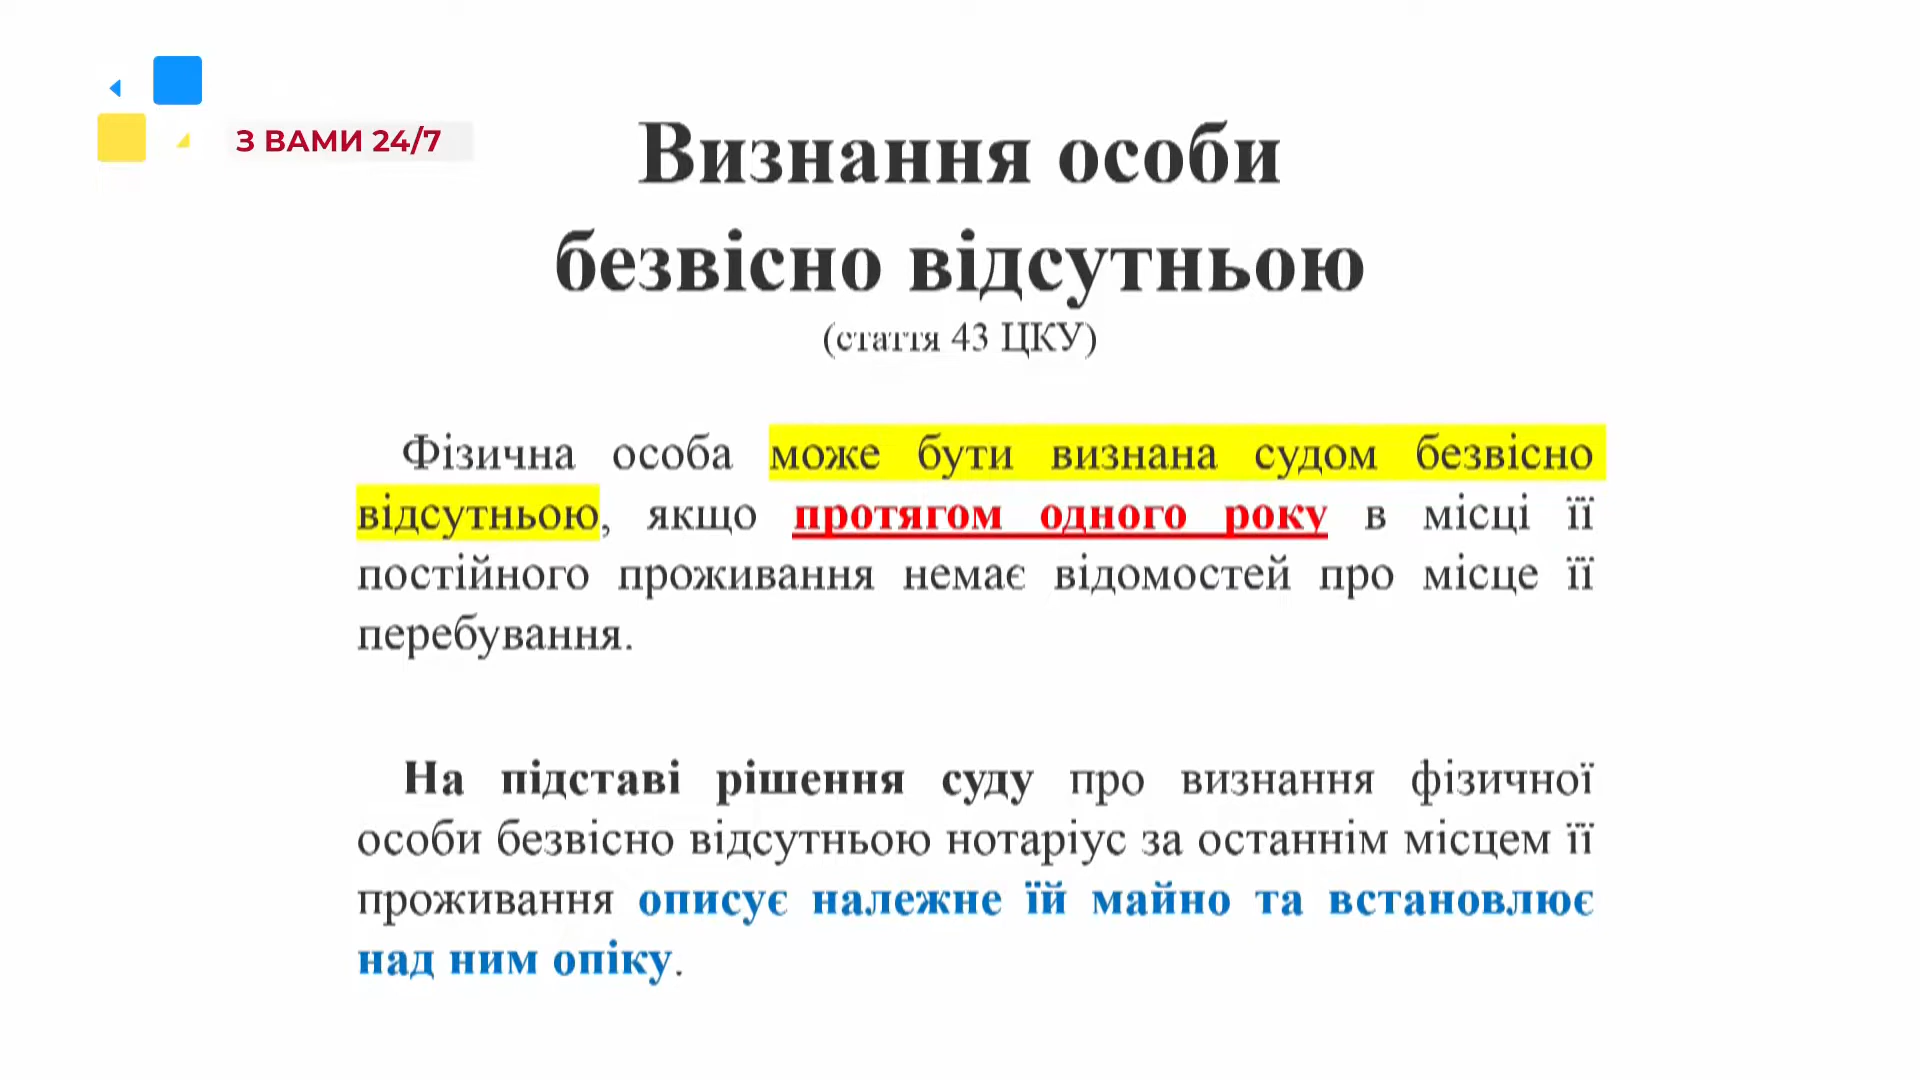 З ВАМИ 24/7
Визнання особи
безвісно відсутньою
(стаття 43 ЦКУ)
Фізична особа може бути визнана судом безвісно
відсутньою, якщо протягом одного року в місці її
постійного проживання немає відомостей про місце її
перебування.
На підставі рішення суду про визнання фізичної
особи безвісно відсутньою нотаріус за останнім місцем її
проживання описує належне їй майно та встановлює
над ним опіку.